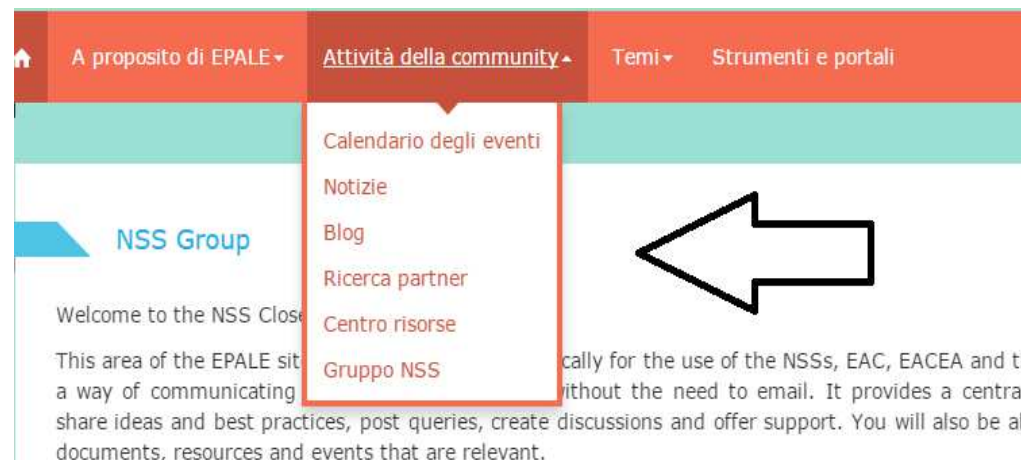 A proposito di EPALE Attività della community Temi Strumenti e portali
Calendario degli eventi
Notizie
Blog
Ricerca partner
Centro risorse
Gruppo NSS
NSS Group
Welcome to the NSS Close
This area of the EPALE sit cally for the use of the NSSs, EAC, EACEA and t
a way of communicating ithout the need to email. It provides a centra
share ideas and best practices, post queries, create discussions and offer support. You will also be a
documents, resources and events that are relevant.